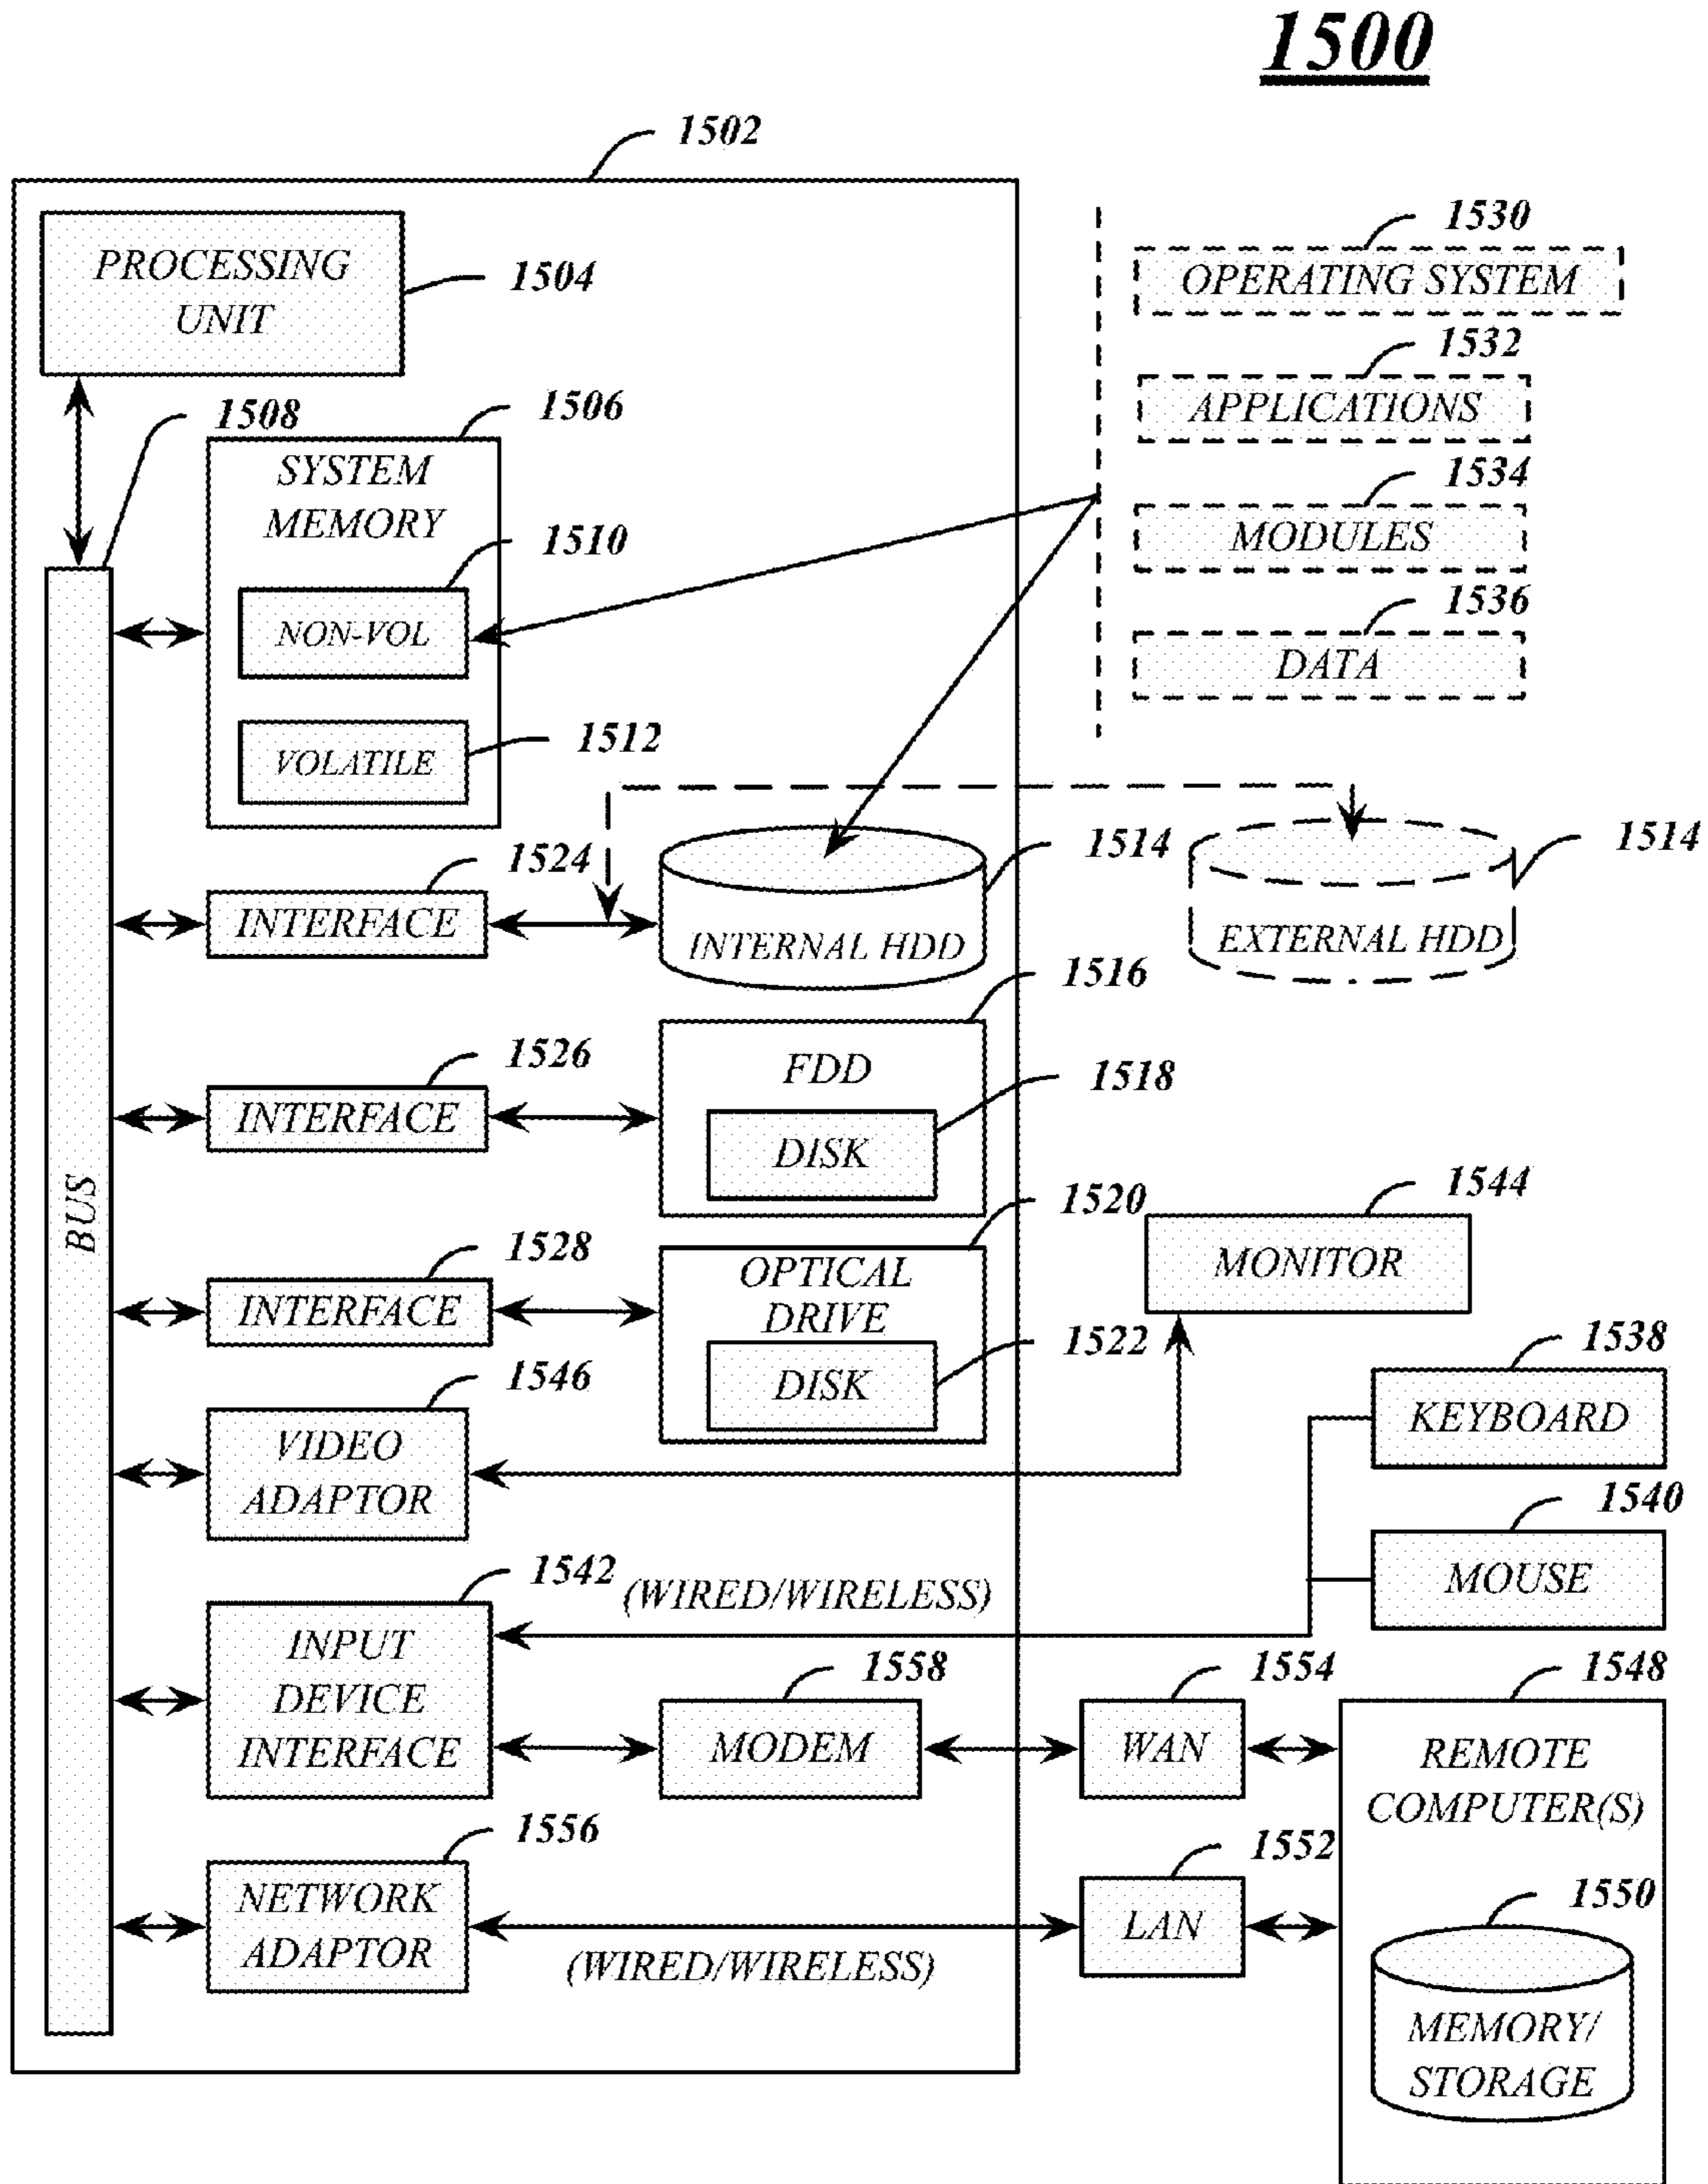 1500
1502
PROCESSING
UNIT
1504
1530
OPERATING SYSTEM
1532
APPLICATIONS
1534
MODULES
1536
DATA
1508
1506
SYSTEM
MEMORY
1510
NON-VOL
1512
VOLATILE
BUS
1524
INTERFACE
1514
INTERNAL HDD
1514
EXTERNAL HDD
1516
1526
INTERFACE
FDD
1518
DISK
1520
1528
INTERFACE
OPTICAL
DRIVE
1522
DISK
1544
MONITOR
1546
VIDEO
ADAPTOR
1538
KEYBOARD
1540
MOUSE
1542
(WIRED/WIRELESS)
INPUT
DEVICE
INTERFACE
1558
MODEM
1554
WAN
1548
REMOTE
COMPUTER(S)
1556
NETWORK
ADAPTOR
(WIRED/WIRELESS)
1552
LAN
1550
MEMORY/
STORAGE